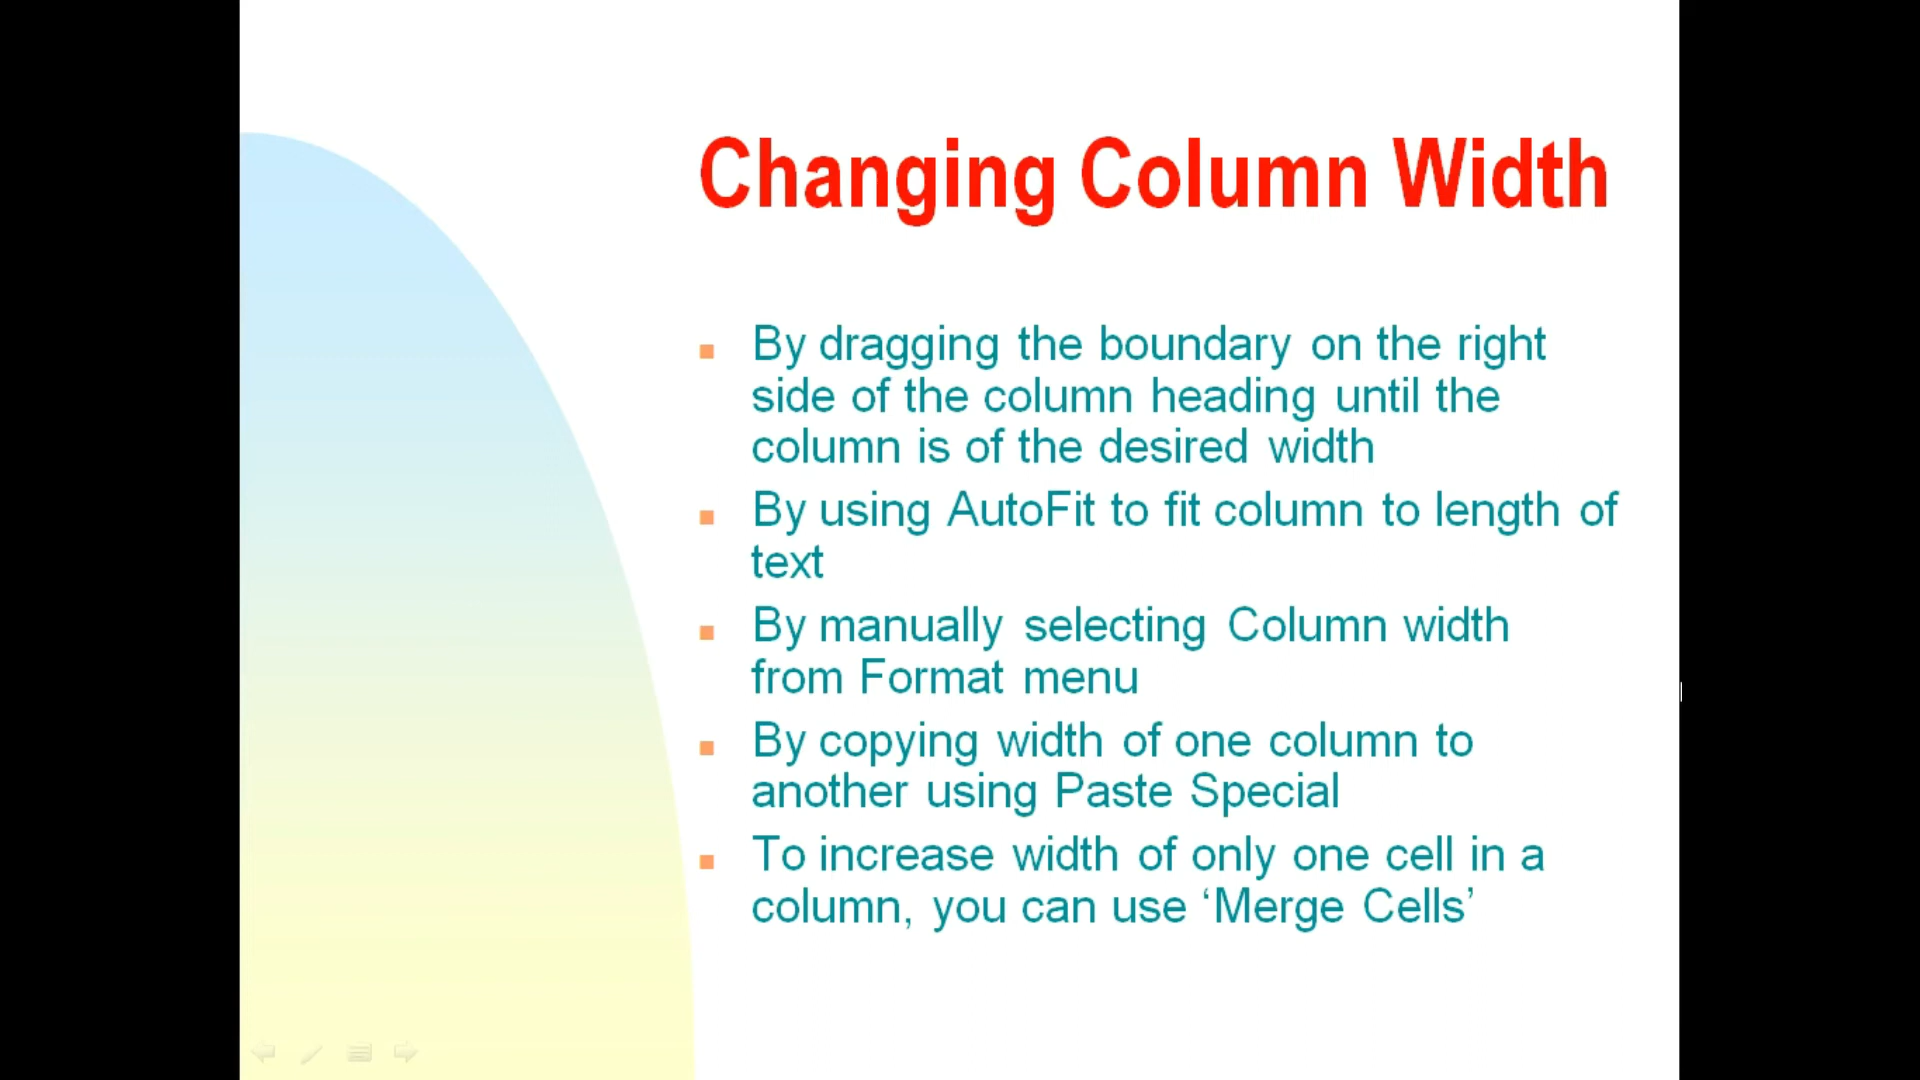 Changing Column Width
By dragging the boundary on the right
side of the column heading until the
column is of the desired width
By using AutoFit to fit column to length of
text
By manually selecting Column width
from Format menu
By copying width of one column to
another using Paste Special
To increase width of only one cell in a
column, you can use ‘Merge Cells’